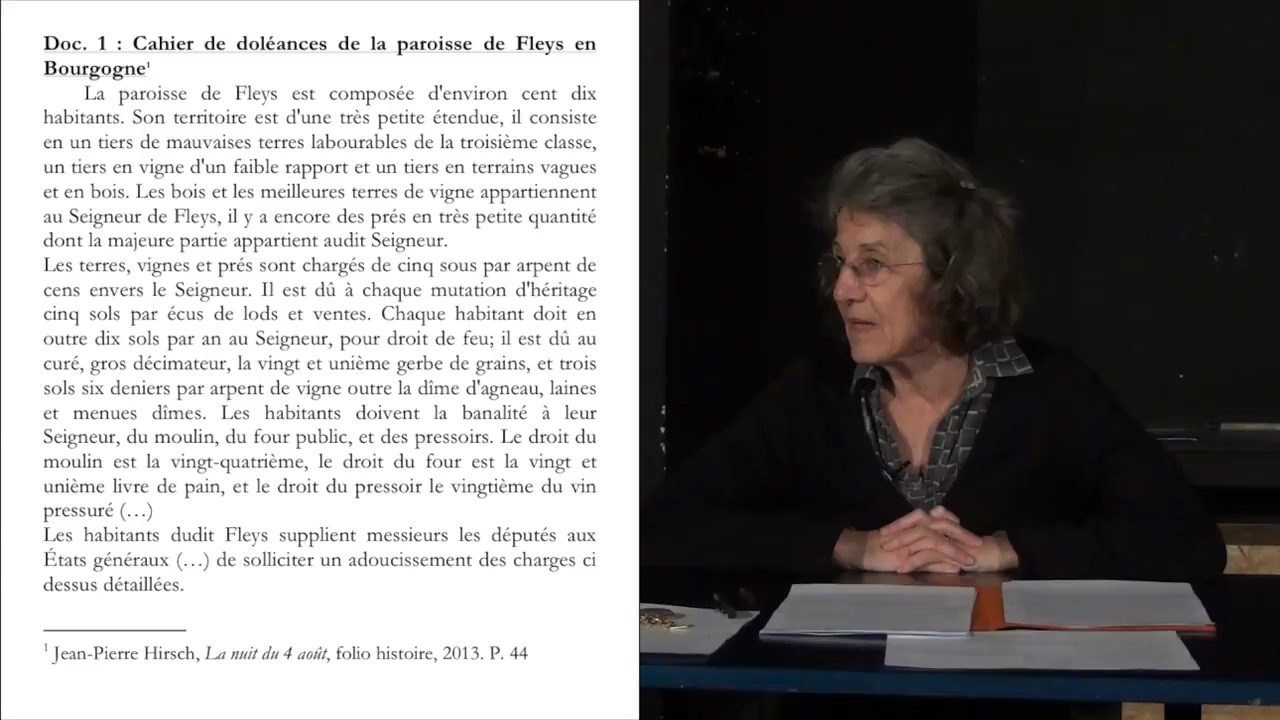 Doc. 1 : Cahier de doléances de la paroisse de Fleys en
Bourgogne¹
La paroisse de Fleys est composée d'environ cent dix
habitants. Son territoire est d'une très petite étendue, il consiste
en un tiers de mauvaises terres labourables de la troisième classe,
un tiers en vigne d'un faible rapport et un tiers en terrains vagues
et en bois. Les bois et les meilleures terres de vigne appartiennent
au Seigneur de Fleys, il y a encore des prés en très petite quantité
dont la majeure partie appartient audit Seigneur.
Les terres, vignes et prés sont chargés de cinq sous par arpent de
cens envers le Seigneur. Il est dû à chaque mutation d'héritage
cinq sols par écus de lods et ventes. Chaque habitant doit en
outre dix sols par an au Seigneur, pour droit de feu; il est dû au
curé, gros décimateur, la vingt et unième gerbe de grains, et trois
sols six deniers par arpent de vigne outre la dîme d'agneau, laines
et menues dîmes. Les habitants doivent la banalité à leur
Seigneur, du moulin, du four public, et des pressoirs. Le droit du
moulin est la vingt-quatrième, le droit du four est la vingt et
unième livre de pain, et le droit du pressoir le vingtième du vin
pressuré (…)
Les habitants dudit Fleys supplient messieurs les députés aux
États généraux (…) de solliciter un adoucissement des charges ci
dessus détaillées.
¹ Jean-Pierre Hirsch, La nuit du 4 août, folio histoire, 2013. P. 44